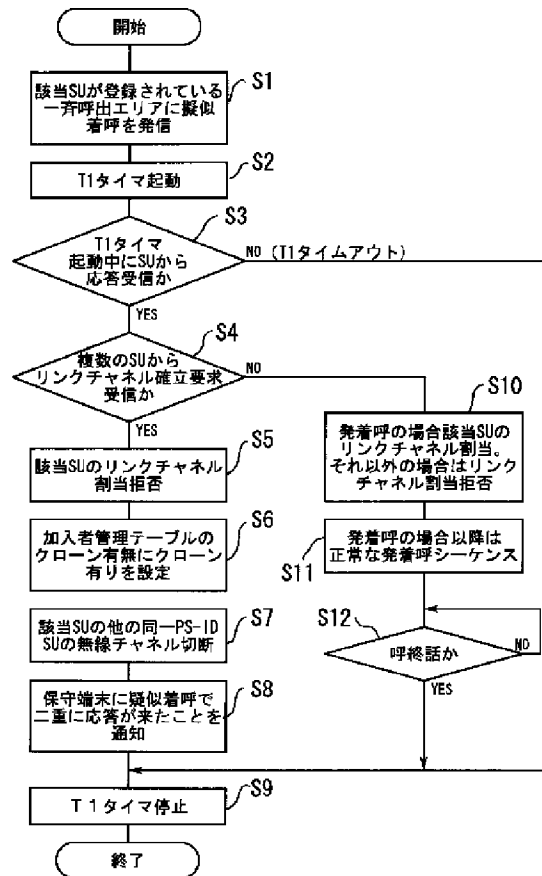 開始
S1
該当SUが登録されている
一斉呼出エリアに擬似
着呼を発信
S2
T1タイマ起動
S3
T1タイマ
起動中にSUから
応答受信か
NO (T1タイムアウト)
YES
S4
複数のSUから
リンクチャネル確立要求
受信か
NO
YES
S5
該当SUのリンクチャネル
割当拒否
S6
加入者管理テーブルの
クローン有無にクローン
有りを設定
S7
該当SUの他の同一PS-ID
SUの無線チャネル切断
S8
保守端末に疑似着呼で
二重に応答が来たことを
通知
S10
発着呼の場合該当SUの
リンクチャネル割当。
それ以外の場合はリンク
チャネル割当拒否
S11
発着呼の場合以降は
正常な発着呼シーケンス
S12
呼終話か
NO
YES
S9
T1タイマ停止
終了